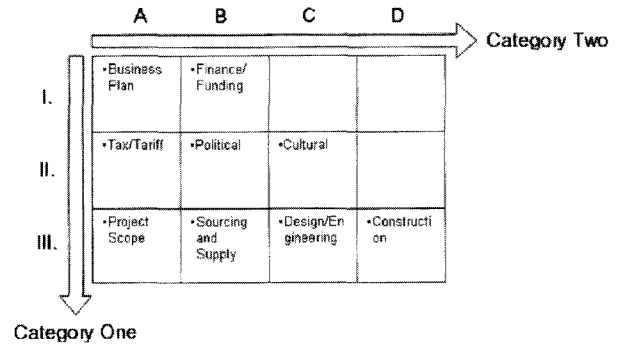 A B C D
Category Two
I. •Business Plan •Finance/ Funding
II. •Tax/Tariff •Political •Cultural
III. •Project Scope •Sourcing and Supply •Design/En gineering •Constructi on
Category One